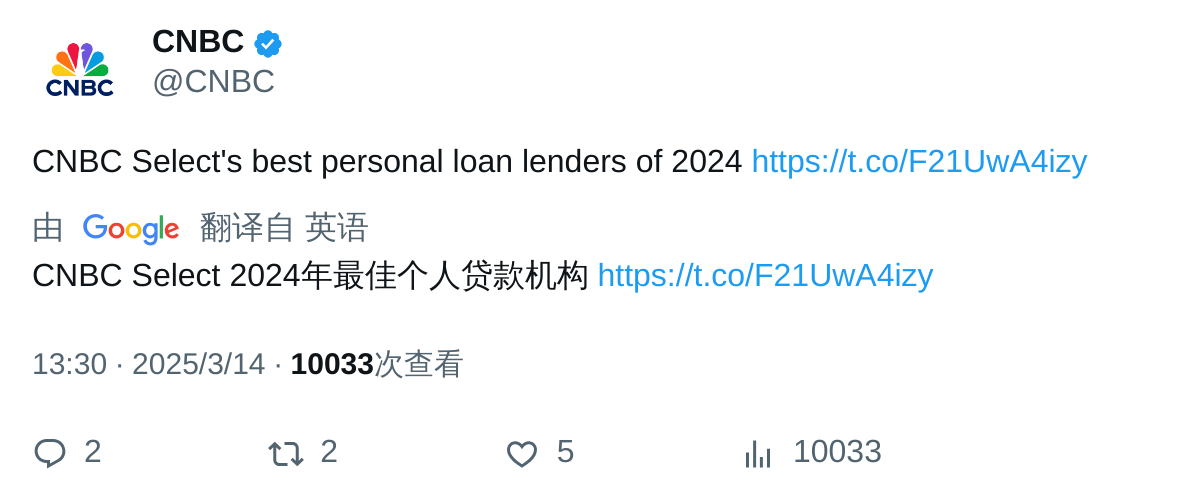 CNBC
CNBC
@CNBC
CNBC Select's best personal loan lenders of 2024 https://t.co/F21UwA4izy
由 Google 翻译自 英语
CNBC Select 2024年最佳个人贷款机构 https://t.co/F21UwA4izy
13:30 · 2025/3/14 · 10033次查看
2 2 5 10033